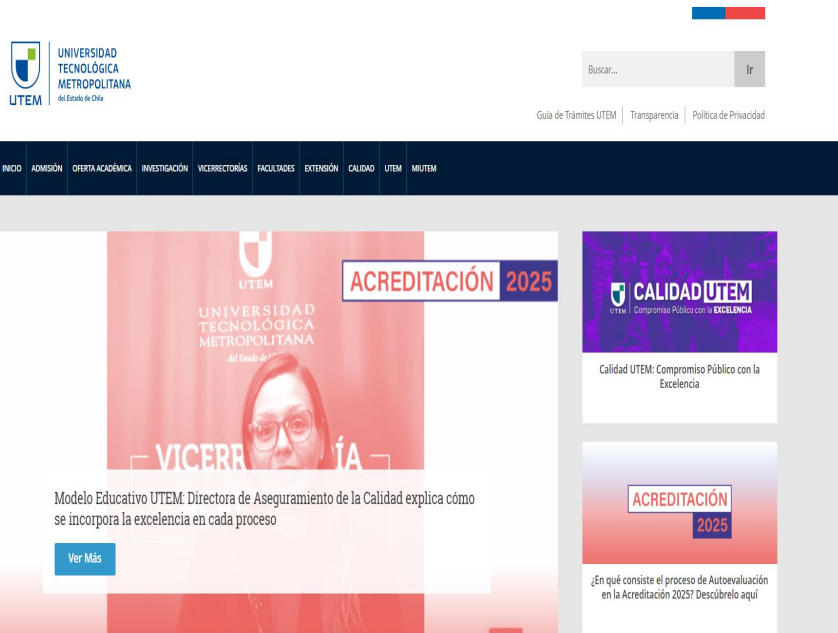 UTEM
UNIVERSIDAD
TECNOLÓGICA
METROPOLITANA
del Estado de Chile
Buscar...
Ir
Guía de Trámites UTEM
Transparencia
Política de Privacidad
INICIO ADMISIÓN OFERTA ACADÉMICA INVESTIGACIÓN VICERRECTORÍAS FACULTADES EXTENSIÓN CALIDAD UTEM MIUTEM
UTEM
UNIVERSIDAD
TECNOLÓGICA
METROPOLITANA
del Estado de
ACREDITACIÓN 2025
Modelo Educativo UTEM: Directora de Aseguramiento de la Calidad explica cómo
se incorpora la excelencia en cada proceso
Ver Más
UTEM
CALIDAD UTEM
Compromiso Público con la EXCELENCIA
Calidad UTEM: Compromiso Público con la
Excelencia
ACREDITACIÓN
2025
¿En qué consiste el proceso de Autoevaluación
en la Acreditación 2025? Descúbrelo aquí